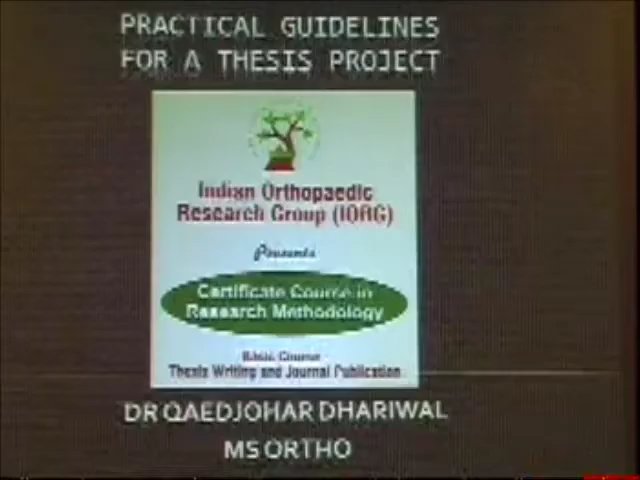 PRACTICAL GUIDELINES
FOR A THESIS PROJECT
Indian Orthopaedic
Research Group (IORG)
Presents
Certificate Course in
Research Methodology
Basic Course
Thesis Writing and Journal Publication
DR QAEDJOHAR DHARIWAL
MS ORTHO